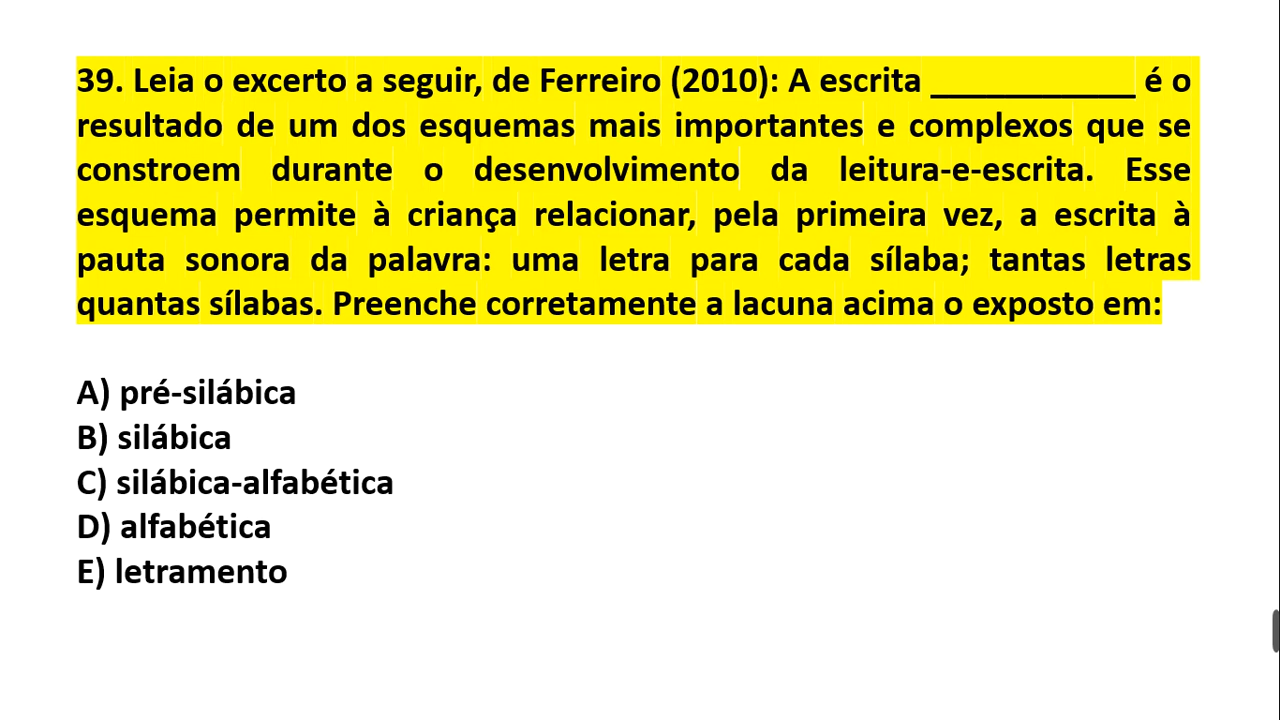 39. Leia o excerto a seguir, de Ferreiro (2010): A escrita ___________ é o
resultado de um dos esquemas mais importantes e complexos que se
constroem durante o desenvolvimento da leitura-e-escrita. Esse
esquema permite à criança relacionar, pela primeira vez, a escrita à
pauta sonora da palavra: uma letra para cada sílaba; tantas letras
quantas sílabas. Preenche corretamente a lacuna acima o exposto em:
A) pré-silábica
B) silábica
C) silábica-alfabética
D) alfabética
E) letramento